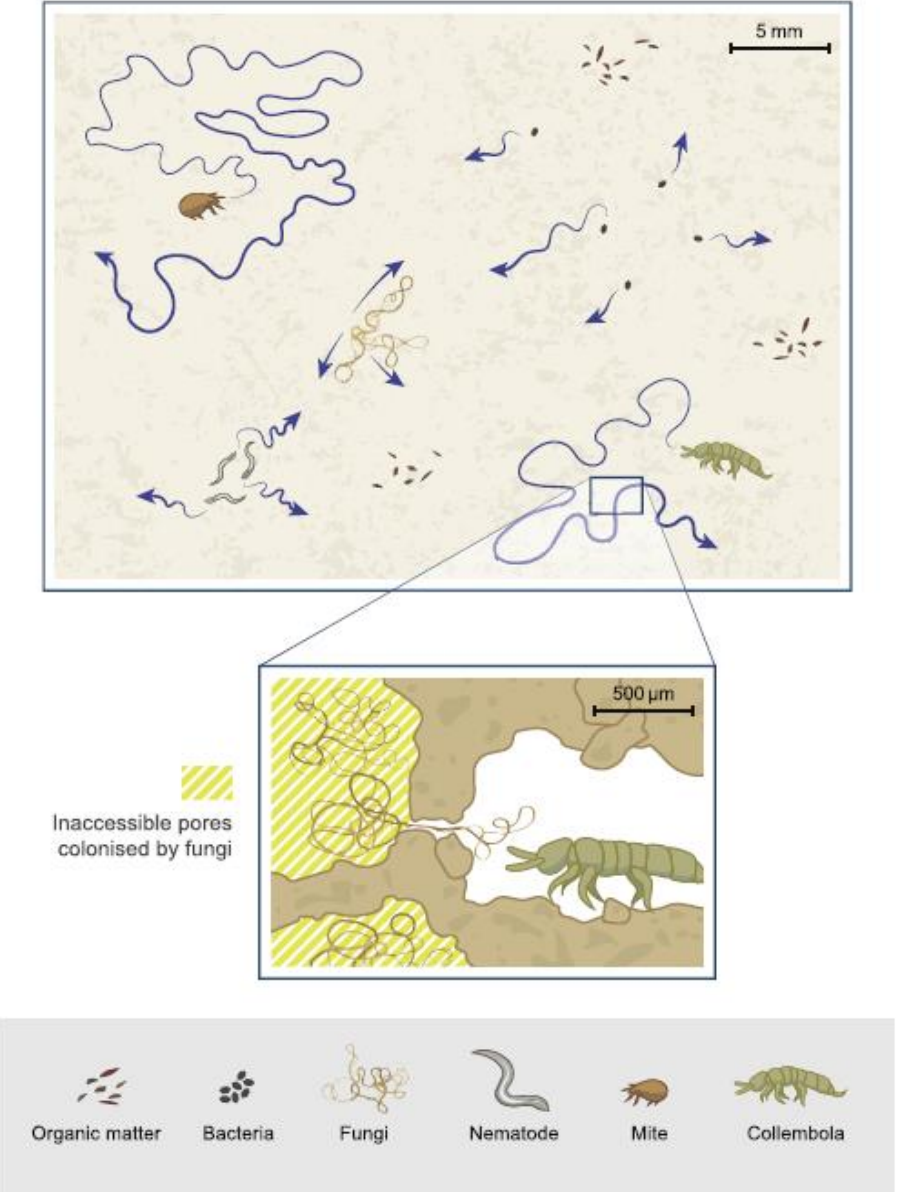 5 mm
500 µm
Inaccessible pores
colonised by fungi
Organic matter
Bacteria
Fungi
Nematode
Mite
Collembola